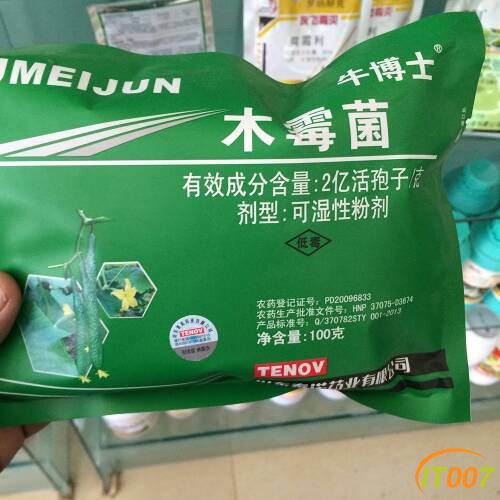 UMEIJUN
牛博士®
木霉菌
有效成分含量:2亿活孢子/克
剂型:可湿性粉剂
低毒
农药登记证号: PD20096833
农药生产批准文件号: HNP 37075-D3674
产品标准号: Q/370782STY 001-2013
净含量:100克
TENOV
TENOV
药业有限公司
IT007